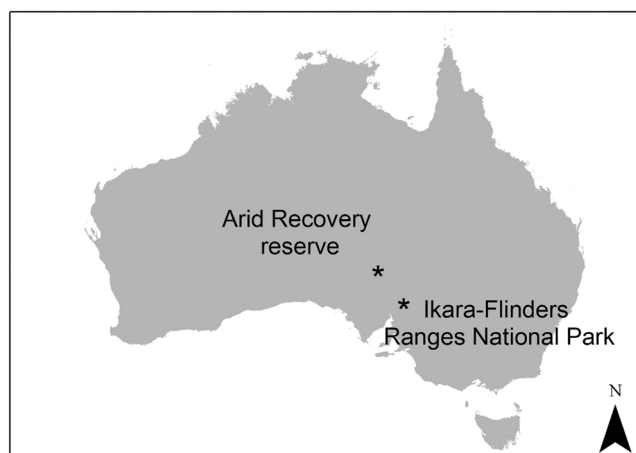 Arid Recovery
reserve
*
* Ikara-Flinders
Ranges National Park
N